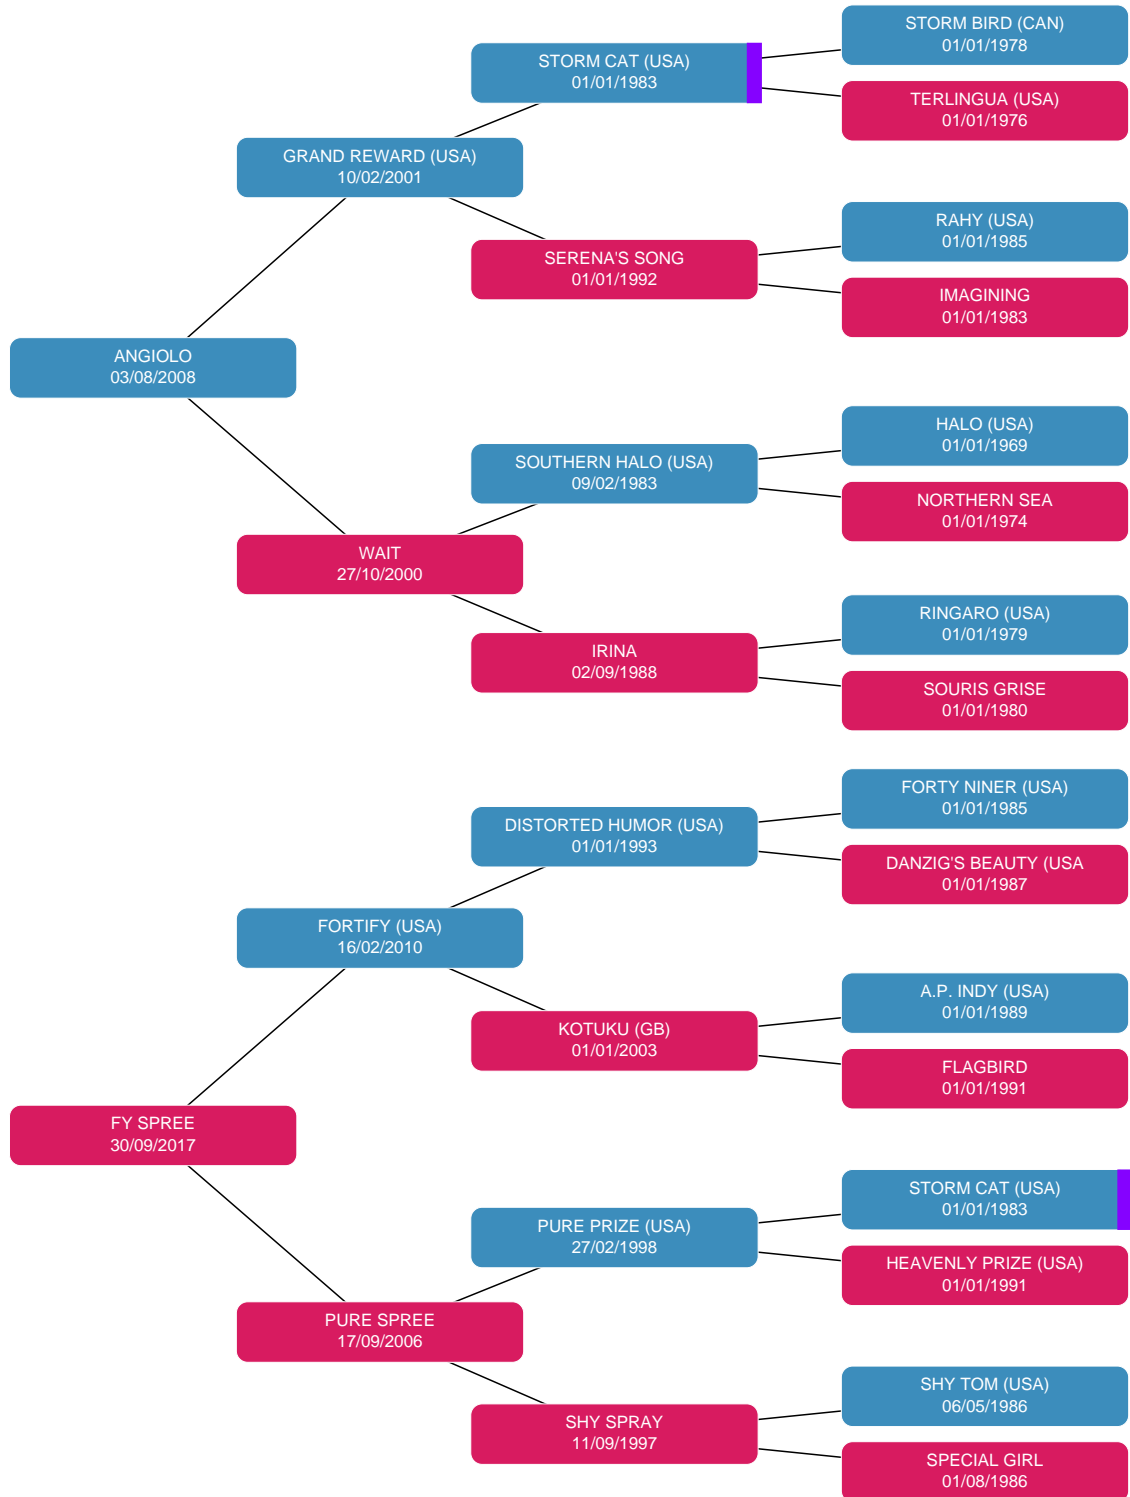 STORM BIRD (CAN)
01/01/1978
STORM CAT (USA)
01/01/1983
TERLINGUA (USA)
01/01/1976
GRAND REWARD (USA)
10/02/2001
RAHY (USA)
01/01/1985
SERENA'S SONG
01/01/1992
IMAGINING
01/01/1983
ANGIOLO
03/08/2008
HALO (USA)
01/01/1969
SOUTHERN HALO (USA)
09/02/1983
NORTHERN SEA
01/01/1974
WAIT
27/10/2000
RINGARO (USA)
01/01/1979
IRINA
02/09/1988
SOURIS GRISE
01/01/1980
FORTY NINER (USA)
01/01/1985
DISTORTED HUMOR (USA)
01/01/1993
DANZIG'S BEAUTY (USA
01/01/1987
FORTIFY (USA)
16/02/2010
A.P. INDY (USA)
01/01/1989
KOTUKU (GB)
01/01/2003
FLAGBIRD
01/01/1991
FY SPREE
30/09/2017
STORM CAT (USA)
01/01/1983
PURE PRIZE (USA)
27/02/1998
HEAVENLY PRIZE (USA)
01/01/1991
PURE SPREE
17/09/2006
SHY TOM (USA)
06/05/1986
SHY SPRAY
11/09/1997
SPECIAL GIRL
01/08/1986